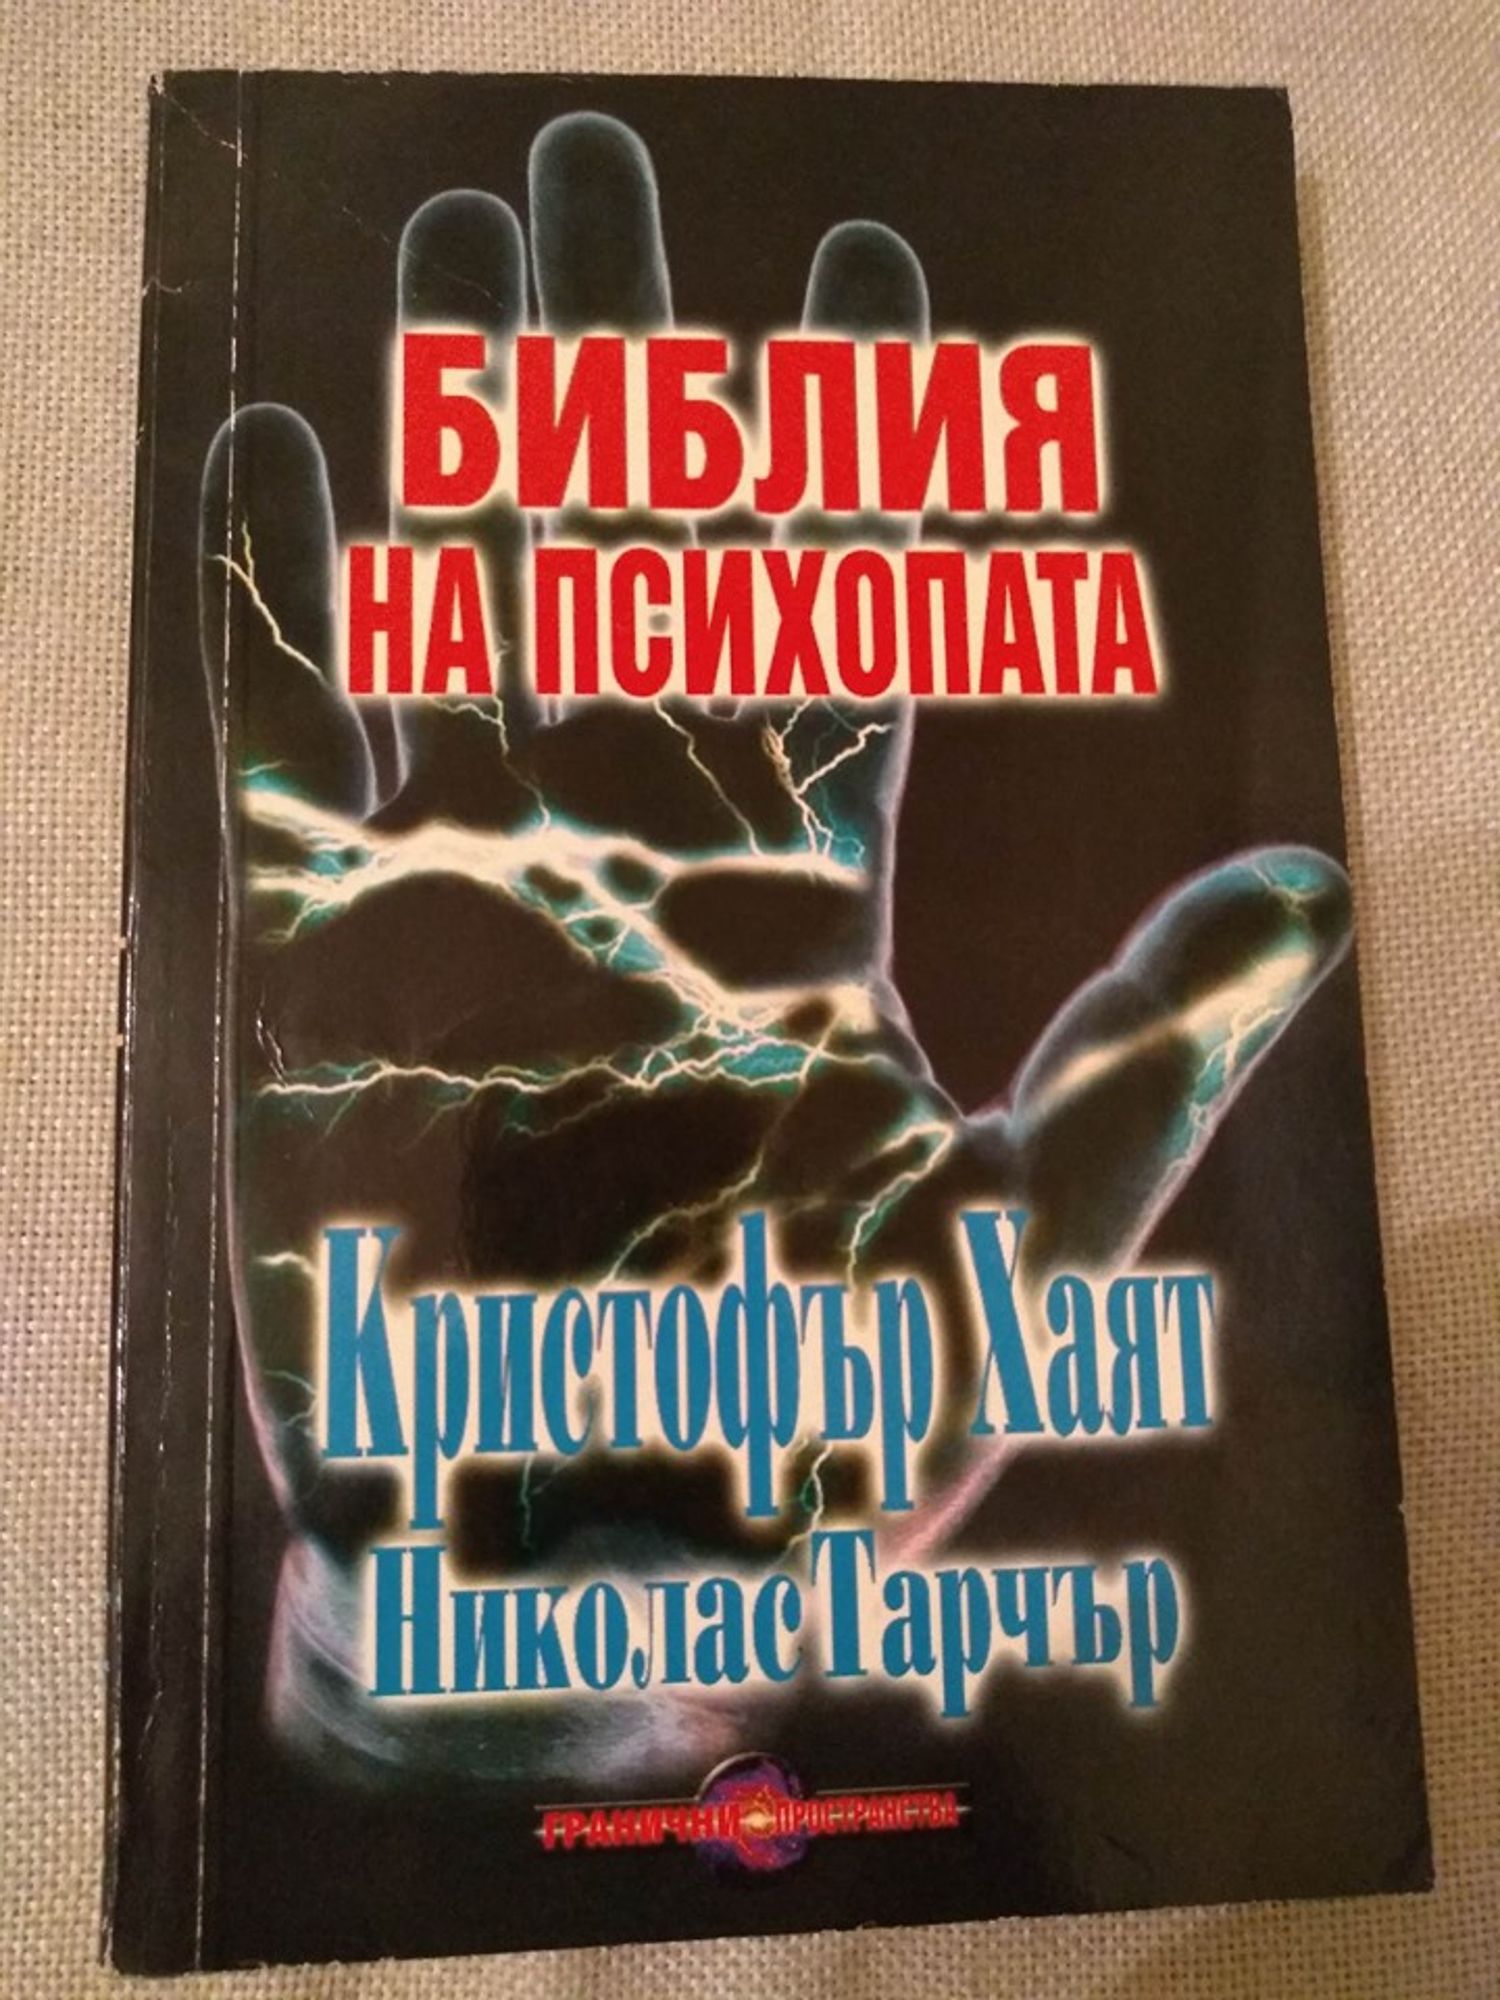 БИБЛИЯ
НА ПСИХОПАТА
Кристофър Хаят
Николас Тарчър
ГРАНИЧНИ ПРОСТРАНСТВА